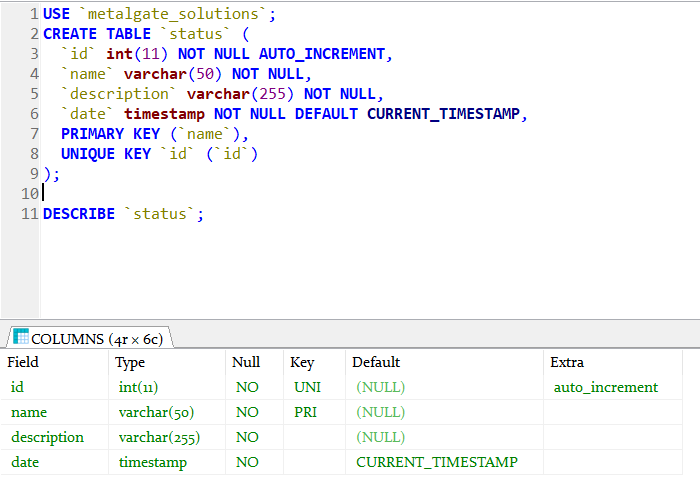 1 USE `metalgate_solutions`;
2 CREATE TABLE `status` (
3   `id` int(11) NOT NULL AUTO_INCREMENT,
4   `name` varchar(50) NOT NULL,
5   `description` varchar(255) NOT NULL,
6   `date` timestamp NOT NULL DEFAULT CURRENT_TIMESTAMP,
7   PRIMARY KEY (`name`),
8   UNIQUE KEY `id` (`id`)
9 );
10
11 DESCRIBE `status`;
COLUMNS (4r × 6c)
Field Type Null Key Default Extra
id int(11) NO UNI (NULL) auto_increment
name varchar(50) NO PRI (NULL)
description varchar(255) NO (NULL)
date timestamp NO CURRENT_TIMESTAMP